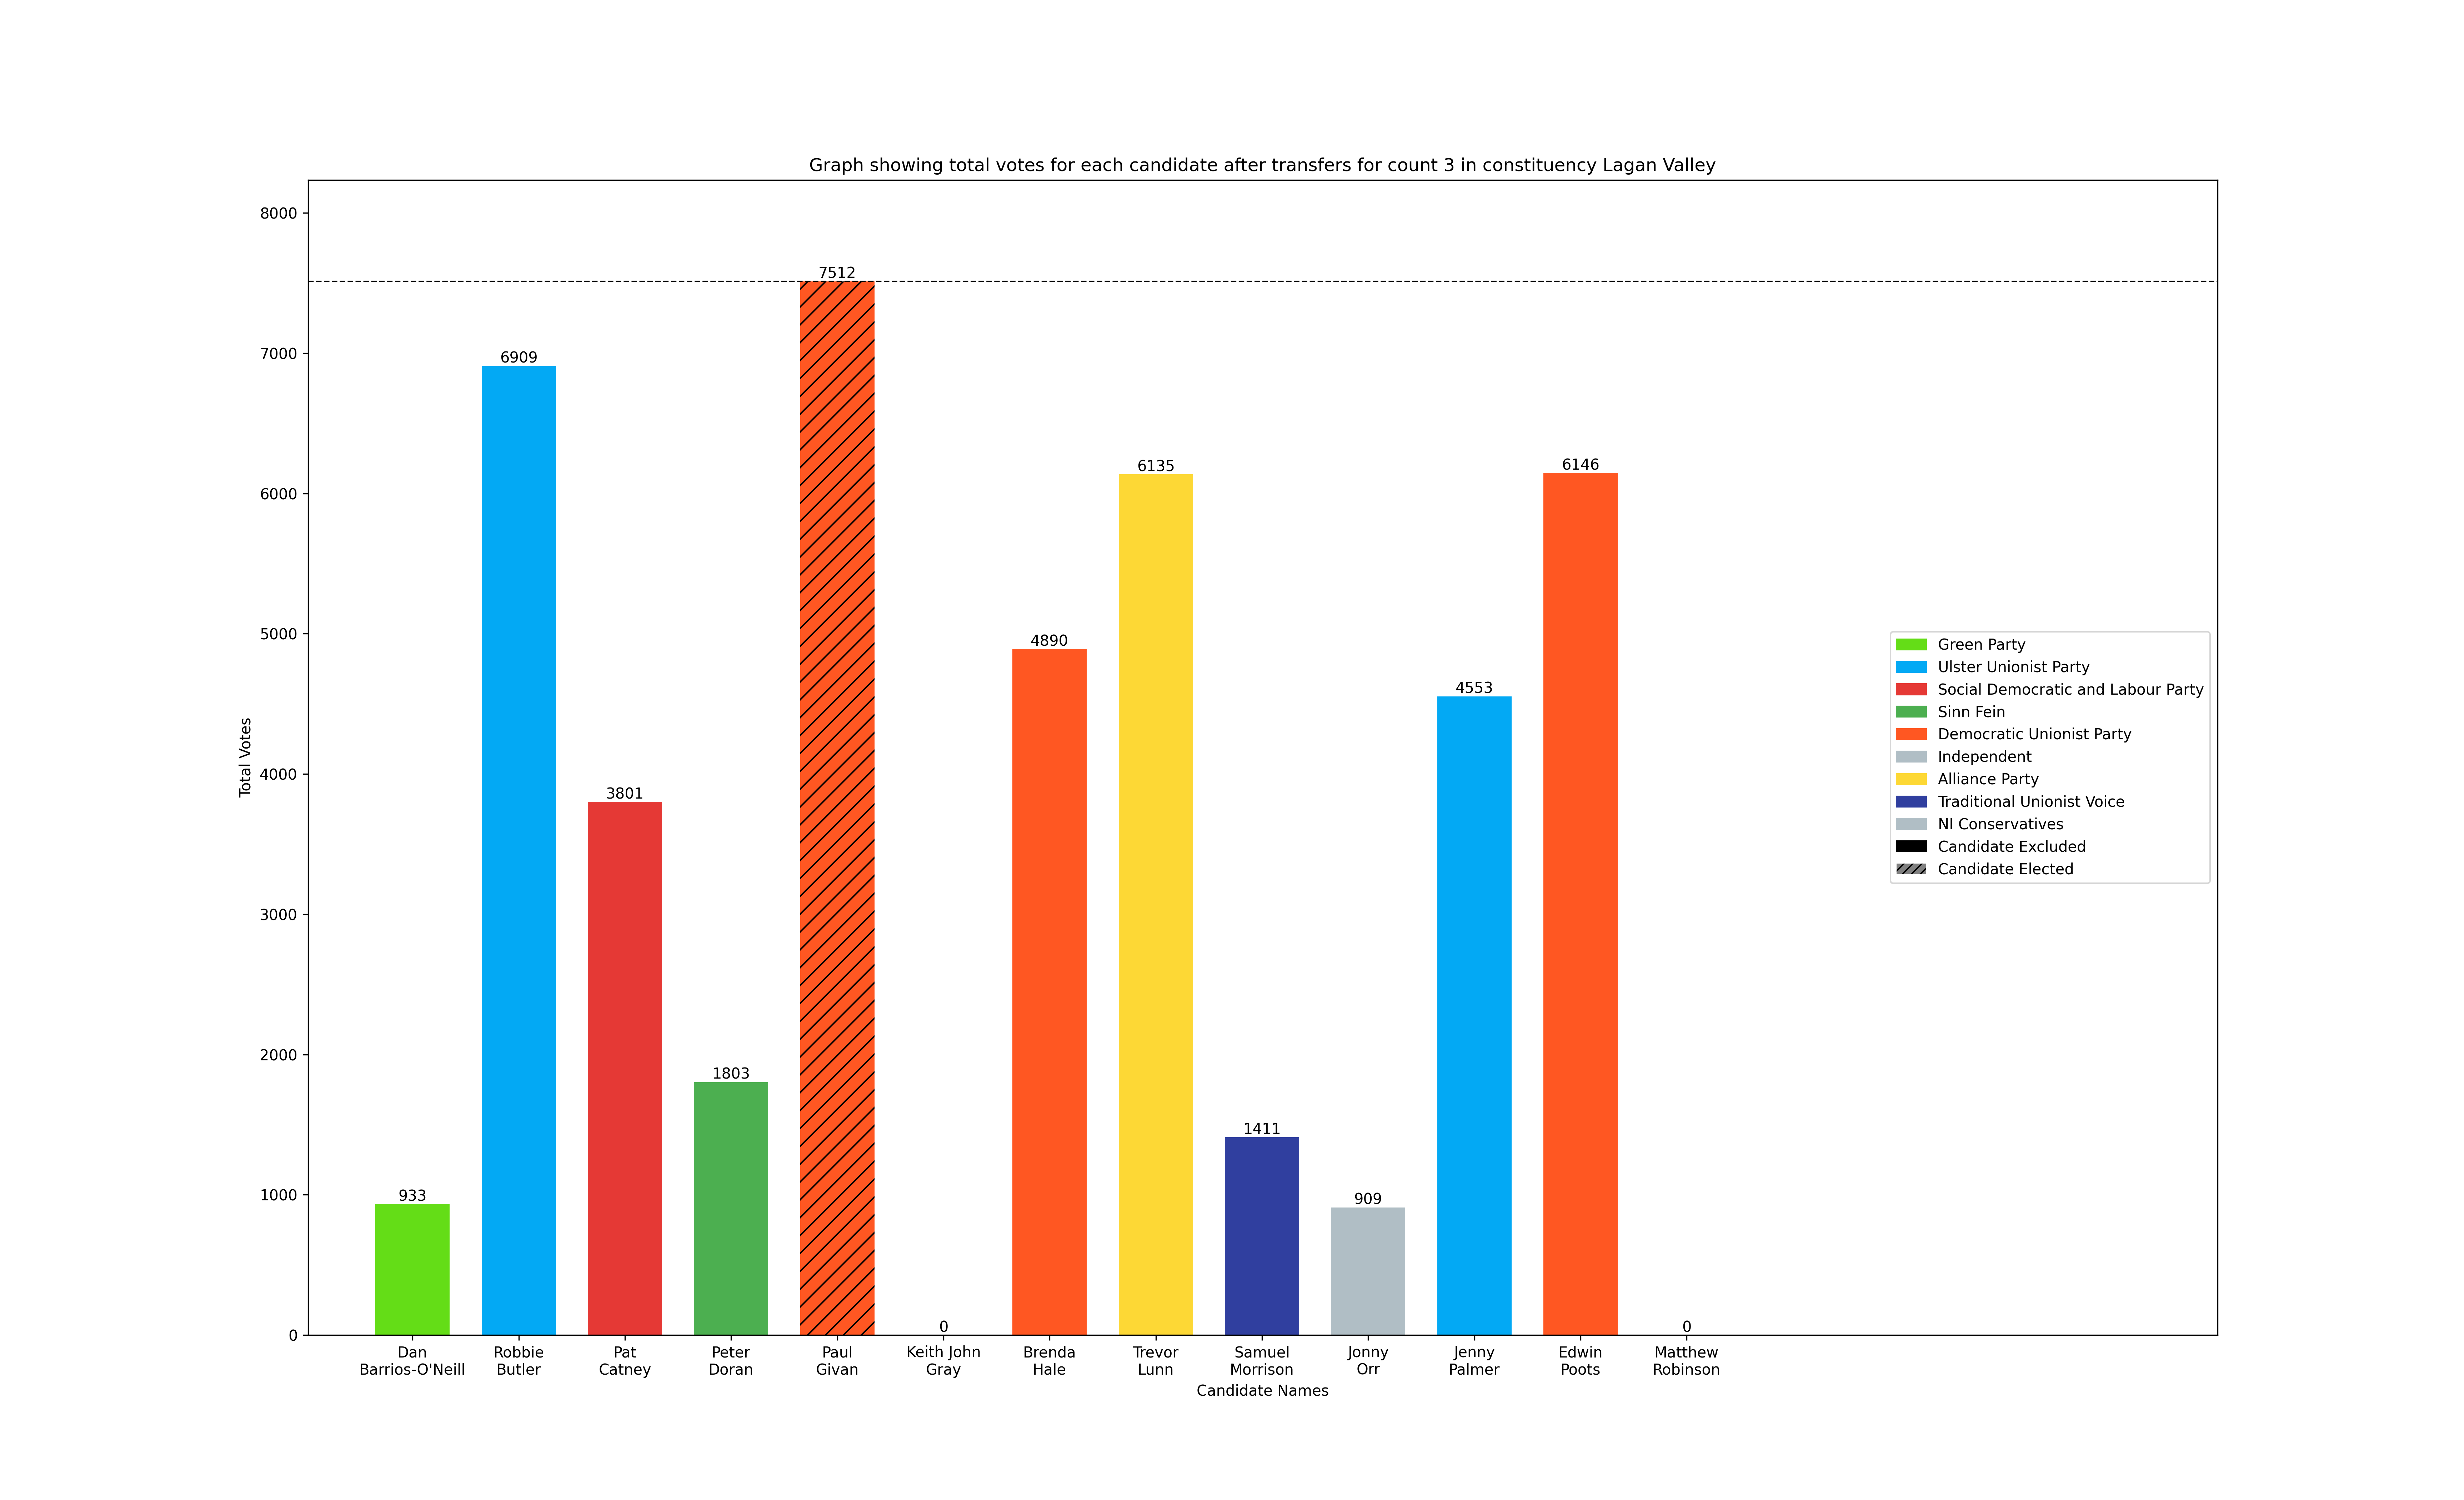 Graph showing total votes for each candidate after transfers for count 3 in constituency Lagan Valley
Total Votes
8000
7000
6000
5000
4000
3000
2000
1000
0
933
6909
3801
1803
7512
0
4890
6135
1411
909
4553
6146
0
Dan
Barrios-O'Neill
Robbie
Butler
Pat
Catney
Peter
Doran
Paul
Givan
Keith John
Gray
Brenda
Hale
Trevor
Lunn
Samuel
Morrison
Jonny
Orr
Jenny
Palmer
Edwin
Poots
Matthew
Robinson
Candidate Names
Green Party
Ulster Unionist Party
Social Democratic and Labour Party
Sinn Fein
Democratic Unionist Party
Independent
Alliance Party
Traditional Unionist Voice
NI Conservatives
Candidate Excluded
Candidate Elected